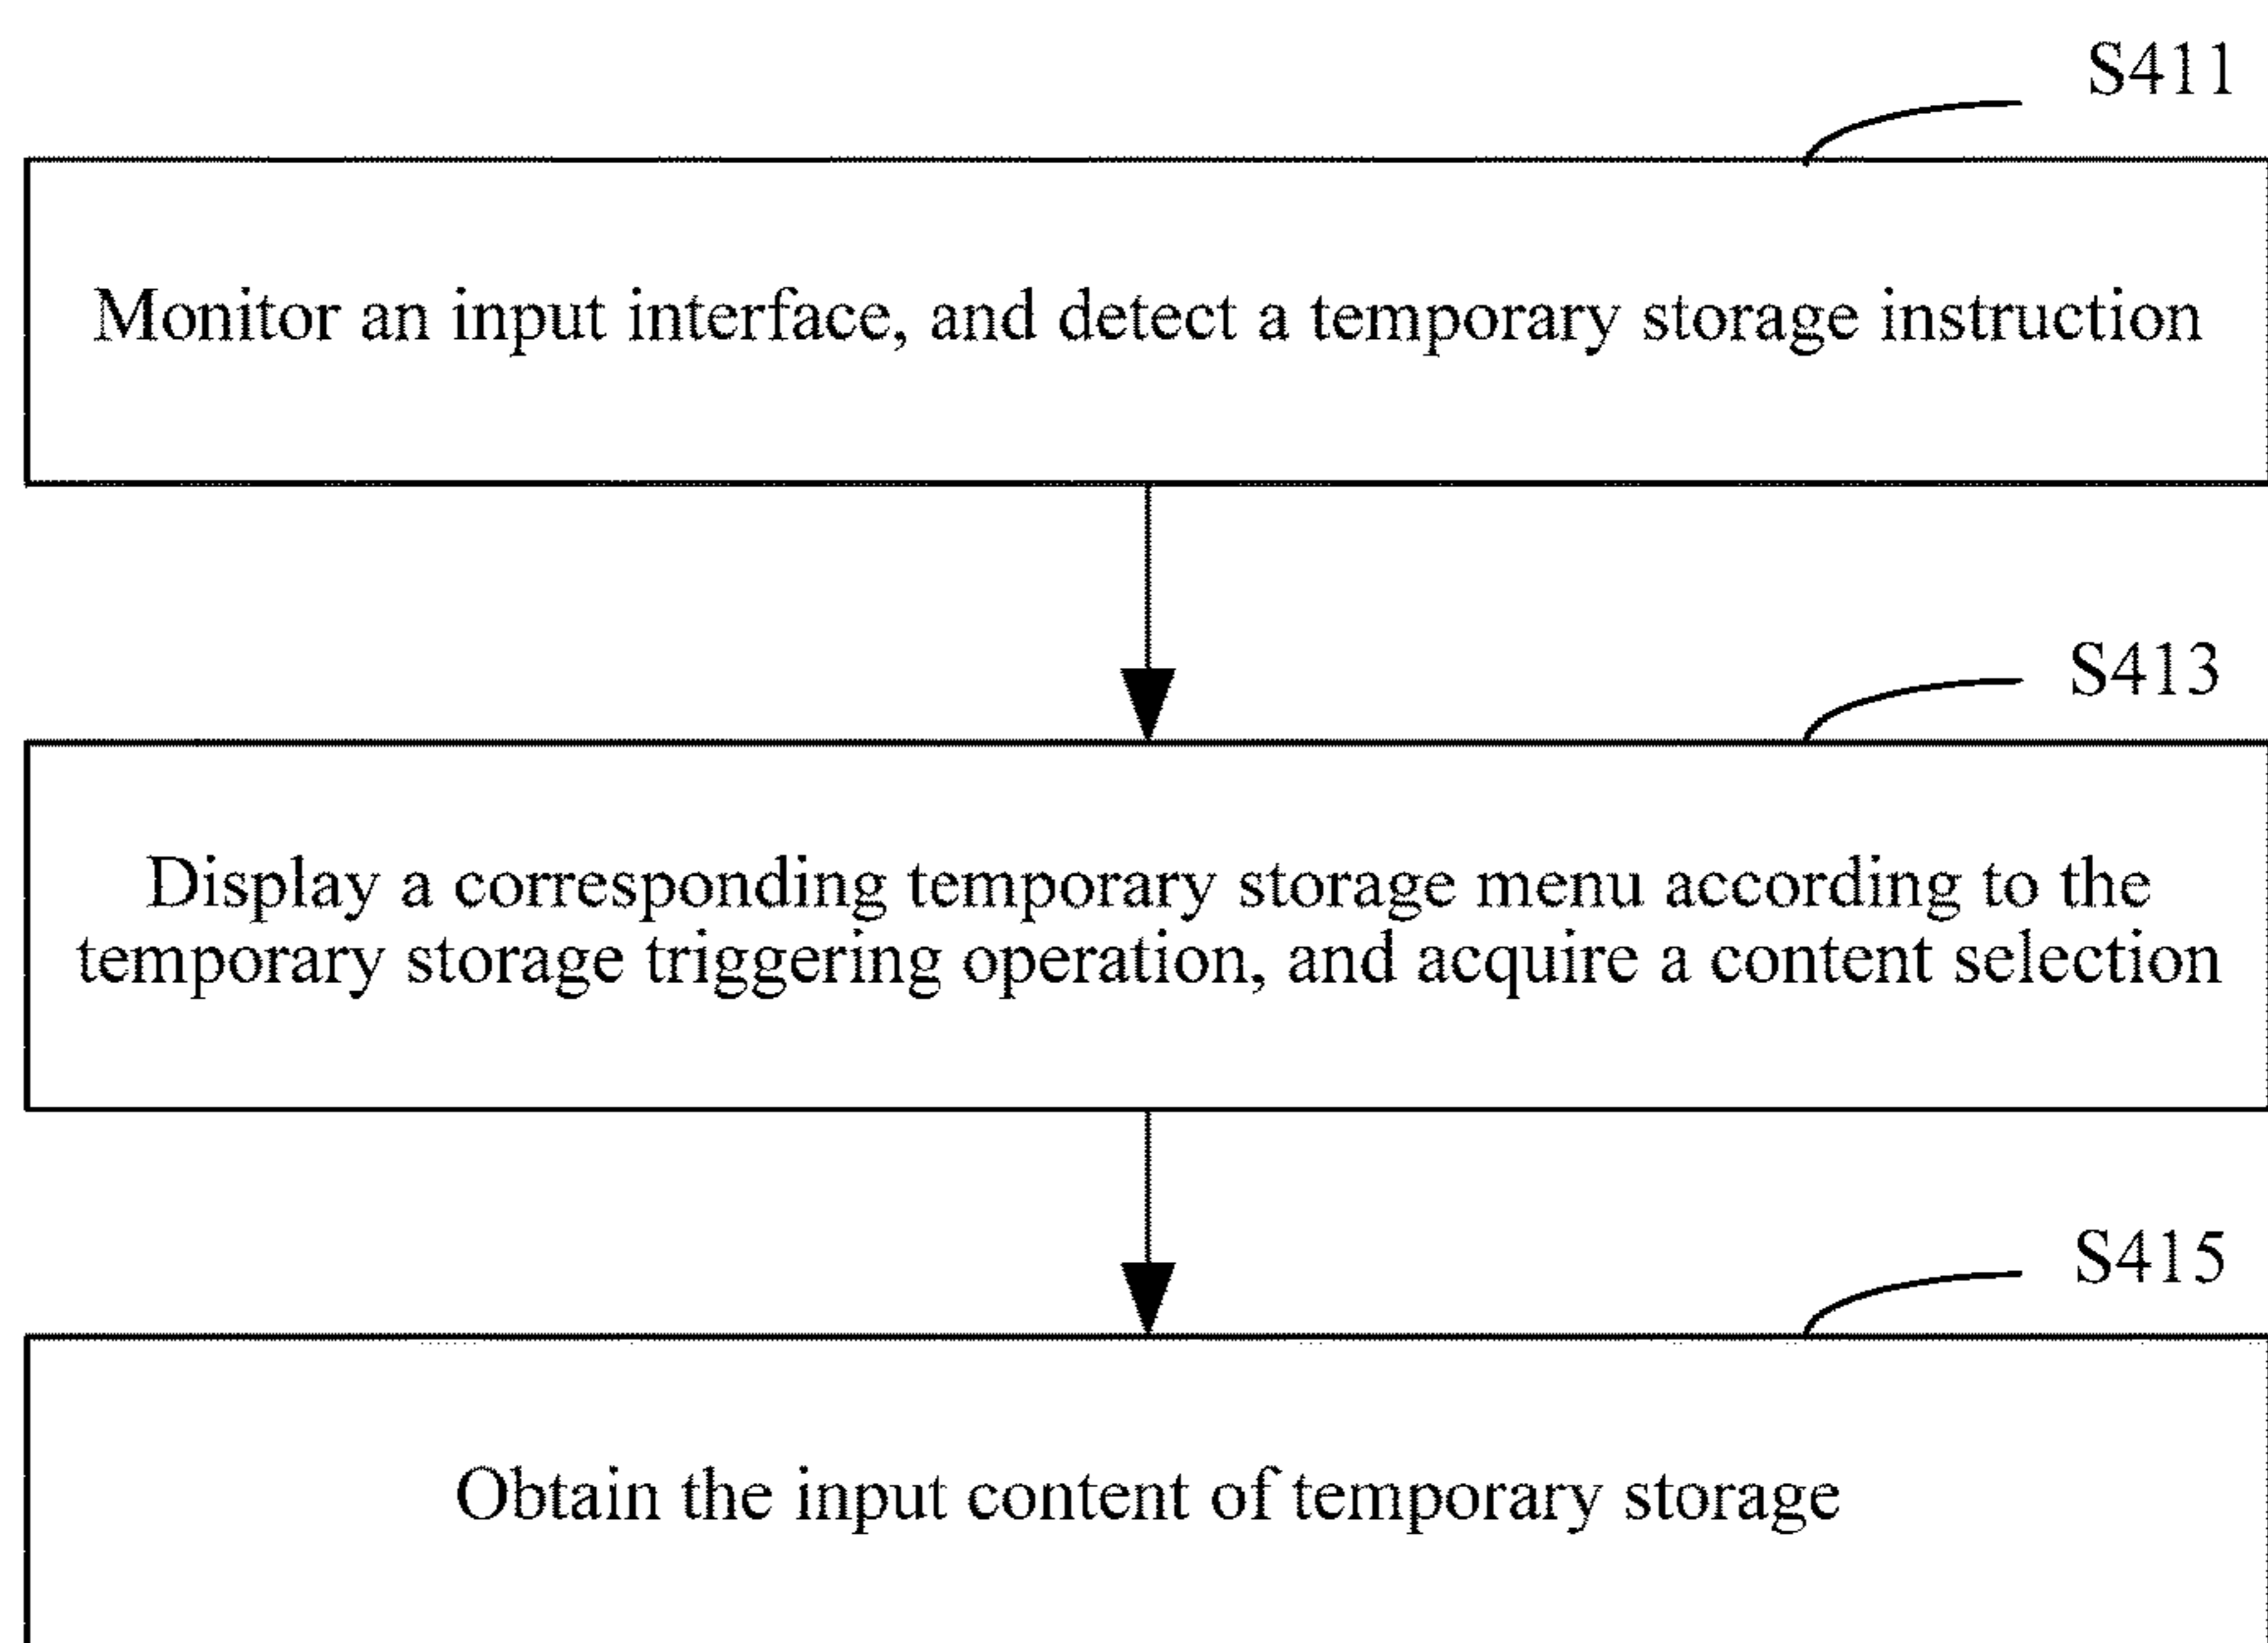 S411
Monitor an input interface, and detect a temporary storage instruction
S413
Display a corresponding temporary storage menu according to the
temporary storage triggering operation, and acquire a content selection
S415
Obtain the input content of temporary storage